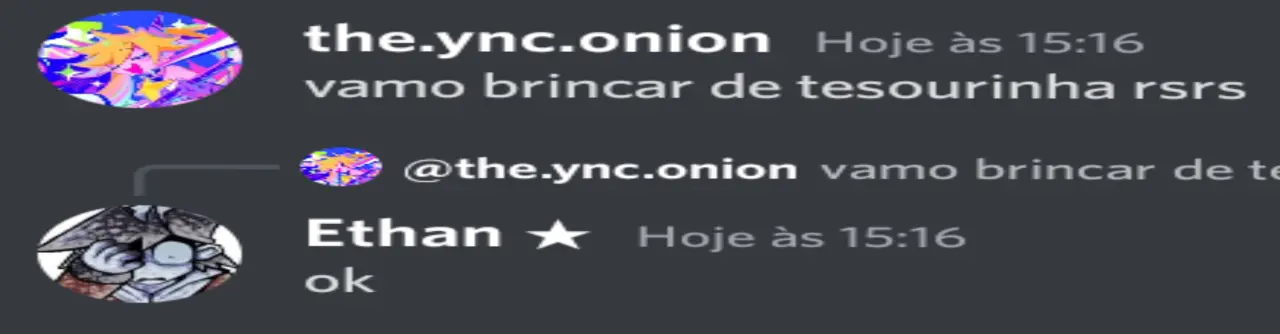 the.ync.onion Hoje às 15:16
vamo brincar de tesourinha rsrs
@the.ync.onion vamo brincar de te
Ethan ★ Hoje às 15:16
ok